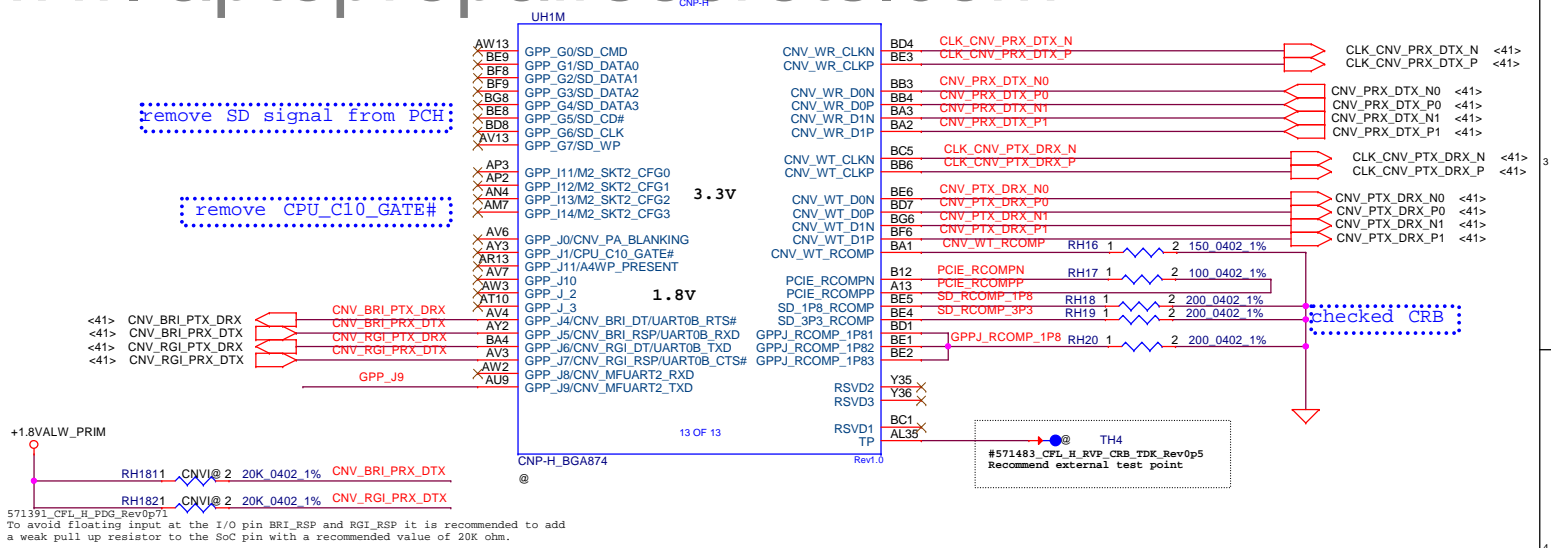 CNP-H
UH1M
AW13 GPP_G0/SD_CMD
BE9 GPP_G1/SD_DATA0
BF8 GPP_G2/SD_DATA1
BF9 GPP_G3/SD_DATA2
BG8 GPP_G4/SD_DATA3
BE8 GPP_G5/SD_CD#
BD8 GPP_G6/SD_CLK
AV13 GPP_G7/SD_WP
remove SD signal from PCH
AP3 GPP_I11/M2_SKT2_CFG0
AP2 GPP_I12/M2_SKT2_CFG1
AN4 GPP_I13/M2_SKT2_CFG2
AM7 GPP_I14/M2_SKT2_CFG3
3.3V
remove CPU_C10_GATE#
AV6 GPP_J0/CNV_PA_BLANKING
AY3 GPP_J1/CPU_C10_GATE#
AR13 GPP_J11/A4WP_PRESENT
AV7 GPP_J10
AW3 GPP_J_2
AT10 GPP_J_3
1.8V
<41> CNV_BRI_PTX_DRX CNV_BRI_PTX_DRX AV4 GPP_J4/CNV_BRI_DT/UART0B_RTS#
<41> CNV_BRI_PRX_DTX CNV_BRI_PRX_DTX AY2 GPP_J5/CNV_BRI_RSP/UART0B_RXD
<41> CNV_RGI_PTX_DRX CNV_RGI_PTX_DRX BA4 GPP_J6/CNV_RGI_DT/UART0B_TXD
<41> CNV_RGI_PRX_DTX CNV_RGI_PRX_DTX AV3 GPP_J7/CNV_RGI_RSP/UART0B_CTS#
AW2 GPP_J8/CNV_MFUART2_RXD
GPP_J9 AU9 GPP_J9/CNV_MFUART2_TXD
CNV_WR_CLKN BD4 CLK_CNV_PRX_DTX_N CLK_CNV_PRX_DTX_N <41>
CNV_WR_CLKP BE3 CLK_CNV_PRX_DTX_P CLK_CNV_PRX_DTX_P <41>
CNV_WR_D0N BB3 CNV_PRX_DTX_N0 CNV_PRX_DTX_N0 <41>
CNV_WR_D0P BB4 CNV_PRX_DTX_P0 CNV_PRX_DTX_P0 <41>
CNV_WR_D1N BA3 CNV_PRX_DTX_N1 CNV_PRX_DTX_N1 <41>
CNV_WR_D1P BA2 CNV_PRX_DTX_P1 CNV_PRX_DTX_P1 <41>
CNV_WT_CLKN BC5 CLK_CNV_PTX_DRX_N CLK_CNV_PTX_DRX_N <41>
CNV_WT_CLKP BB6 CLK_CNV_PTX_DRX_P CLK_CNV_PTX_DRX_P <41>
CNV_WT_D0N BE6 CNV_PTX_DRX_N0 CNV_PTX_DRX_N0 <41>
CNV_WT_D0P BD7 CNV_PTX_DRX_P0 CNV_PTX_DRX_P0 <41>
CNV_WT_D1N BG6 CNV_PTX_DRX_N1 CNV_PTX_DRX_N1 <41>
CNV_WT_D1P BF6 CNV_PTX_DRX_P1 CNV_PTX_DRX_P1 <41>
CNV_WT_RCOMP BA1 CNV_WT_RCOMP RH16 1 2 150_0402_1%
PCIE_RCOMPN B12 PCIE_RCOMPN RH17 1 2 100_0402_1%
PCIE_RCOMPP A13 PCIE_RCOMPP
SD_1P8_RCOMP BE5 SD_RCOMP_1P8 RH18 1 2 200_0402_1%
SD_3P3_RCOMP BE4 SD_RCOMP_3P3 RH19 1 2 200_0402_1%
GPPJ_RCOMP_1P81 BD1
GPPJ_RCOMP_1P82 BE1 GPPJ_RCOMP_1P8 RH20 1 2 200_0402_1%
GPPJ_RCOMP_1P83 BE2
checked CRB
RSVD2 Y35
RSVD3 Y36
RSVD1 BC1
TP AL35
@ TH4
#571483_CFL_H_RVP_CRB_TDK_Rev0p5
Recommend external test point
13 OF 13
CNP-H_BGA874
Rev1.0
@
3
4
+1.8VALW_PRIM
RH181 1 CNVI@ 2 20K_0402_1% CNV_BRI_PRX_DTX
RH182 1 CNVI@ 2 20K_0402_1% CNV_RGI_PRX_DTX
571391_CFL_H_PDG_Rev0p71
To avoid floating input at the I/O pin BRI_RSP and RGI_RSP it is recommended to add
a weak pull up resistor to the SoC pin with a recommended value of 20K ohm.